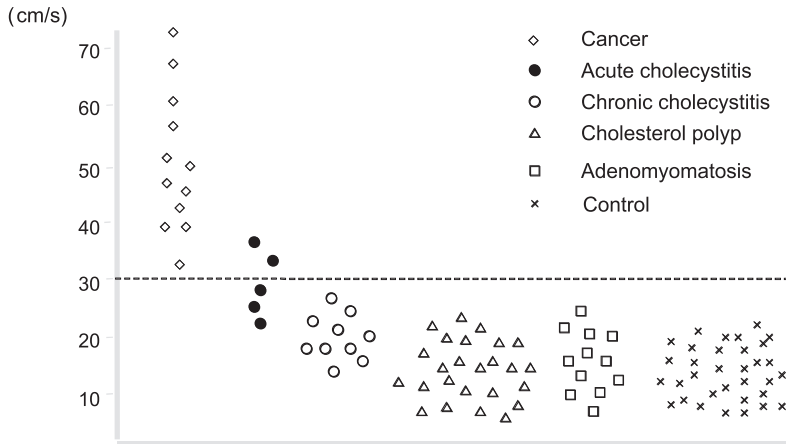 (cm/s)
70
60
50
40
30
20
10
Cancer
Acute cholecystitis
Chronic cholecystitis
Cholesterol polyp
Adenomyomatosis
Control